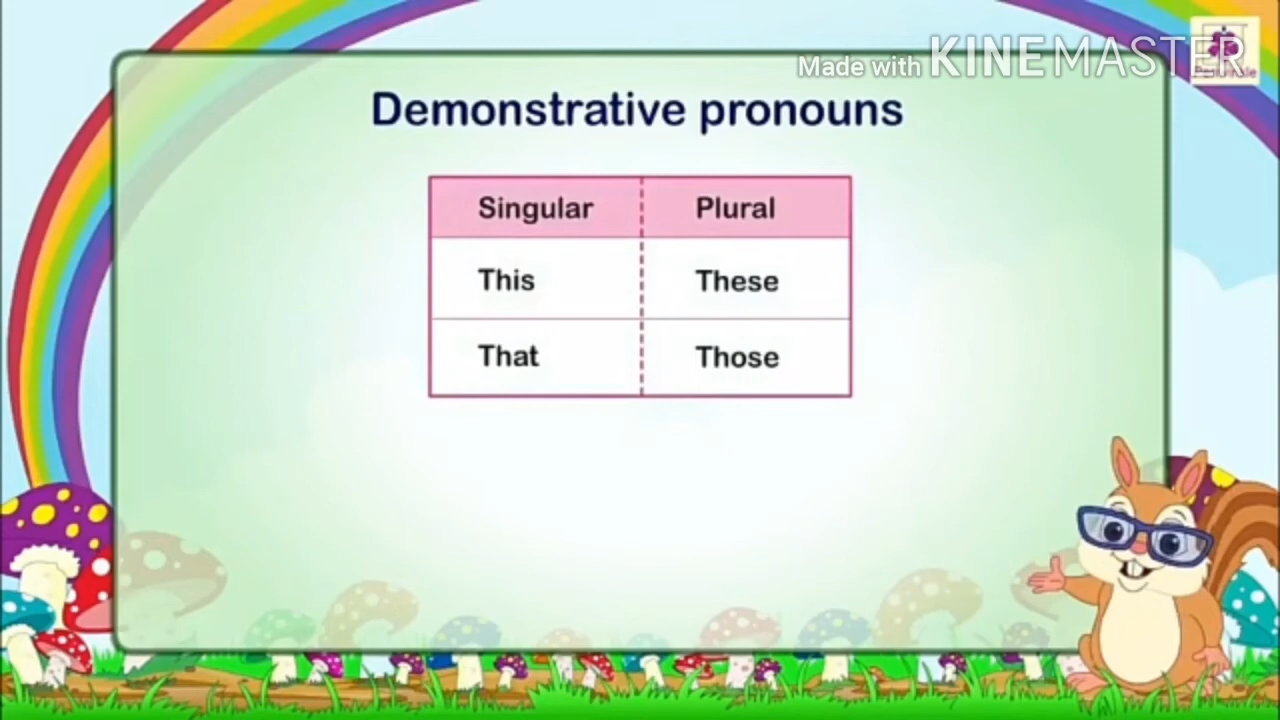 Made with KINEMASTER
Demonstrative pronouns
Singular Plural
This These
That Those